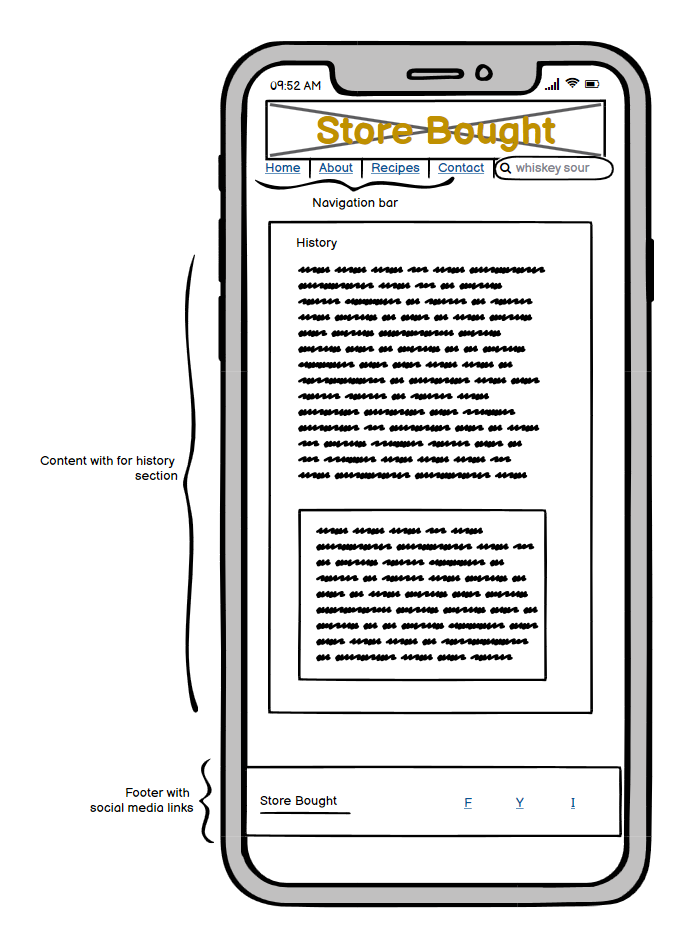 09:52 AM
Store Bought
Home About Recipes Contact whiskey sour
Navigation bar
History
Content with for history
section
Footer with
social media links
Store Bought F Y I